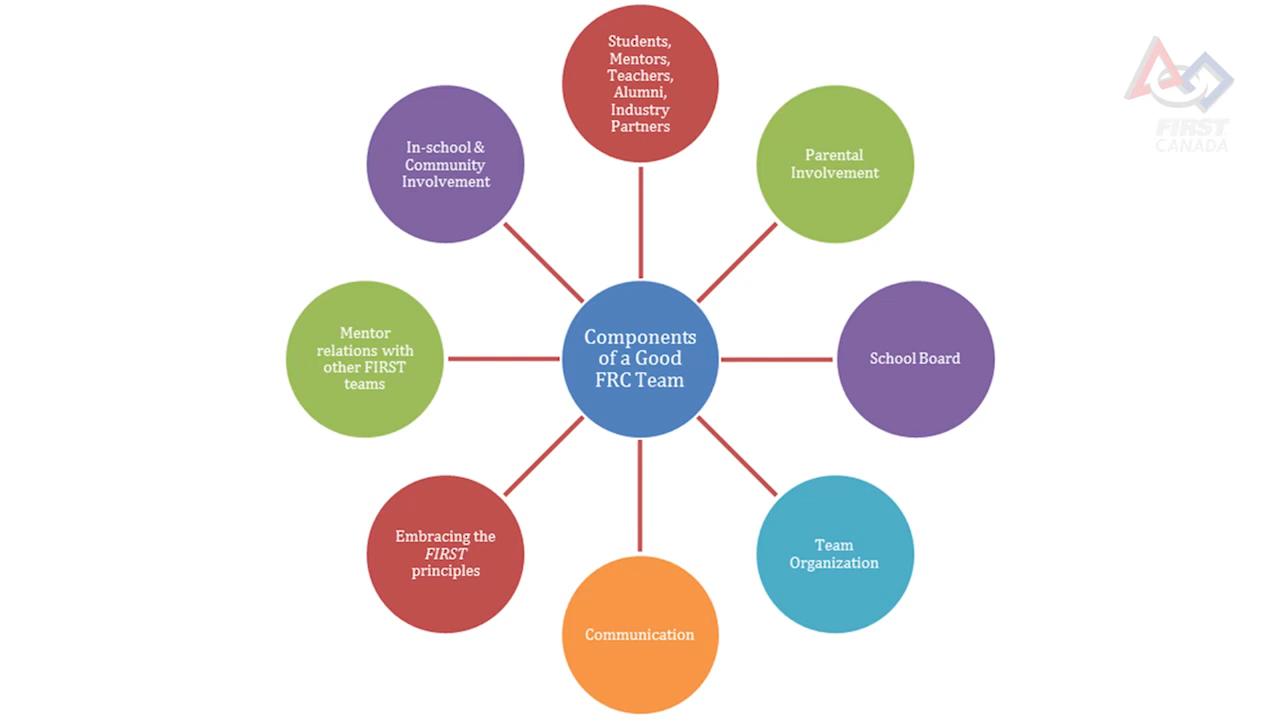 Students,
Mentors,
Teachers,
Alumni,
Industry
Partners
Parental
Involvement
School Board
Team
Organization
Communication
Embracing the
FIRST
principles
Mentor
relations with
other FIRST
teams
In-school &
Community
Involvement
Components
of a Good
FRC Team
FIRST
CANADA